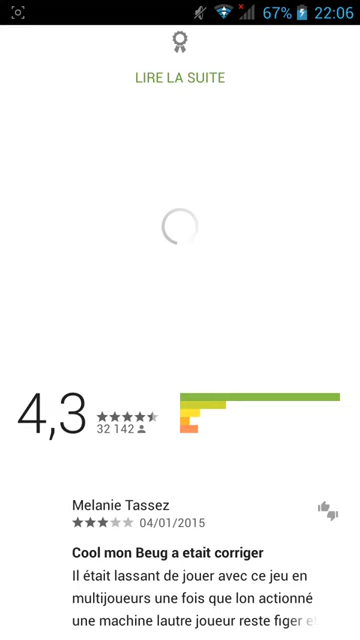 67% 22:06
LIRE LA SUITE
4,3
32 142
Melanie Tassez
04/01/2015
Cool mon Beug a etait corriger
Il était lassant de jouer avec ce jeu en
multijoueurs une fois que lon actionné
une machine lautre joueur reste figer et